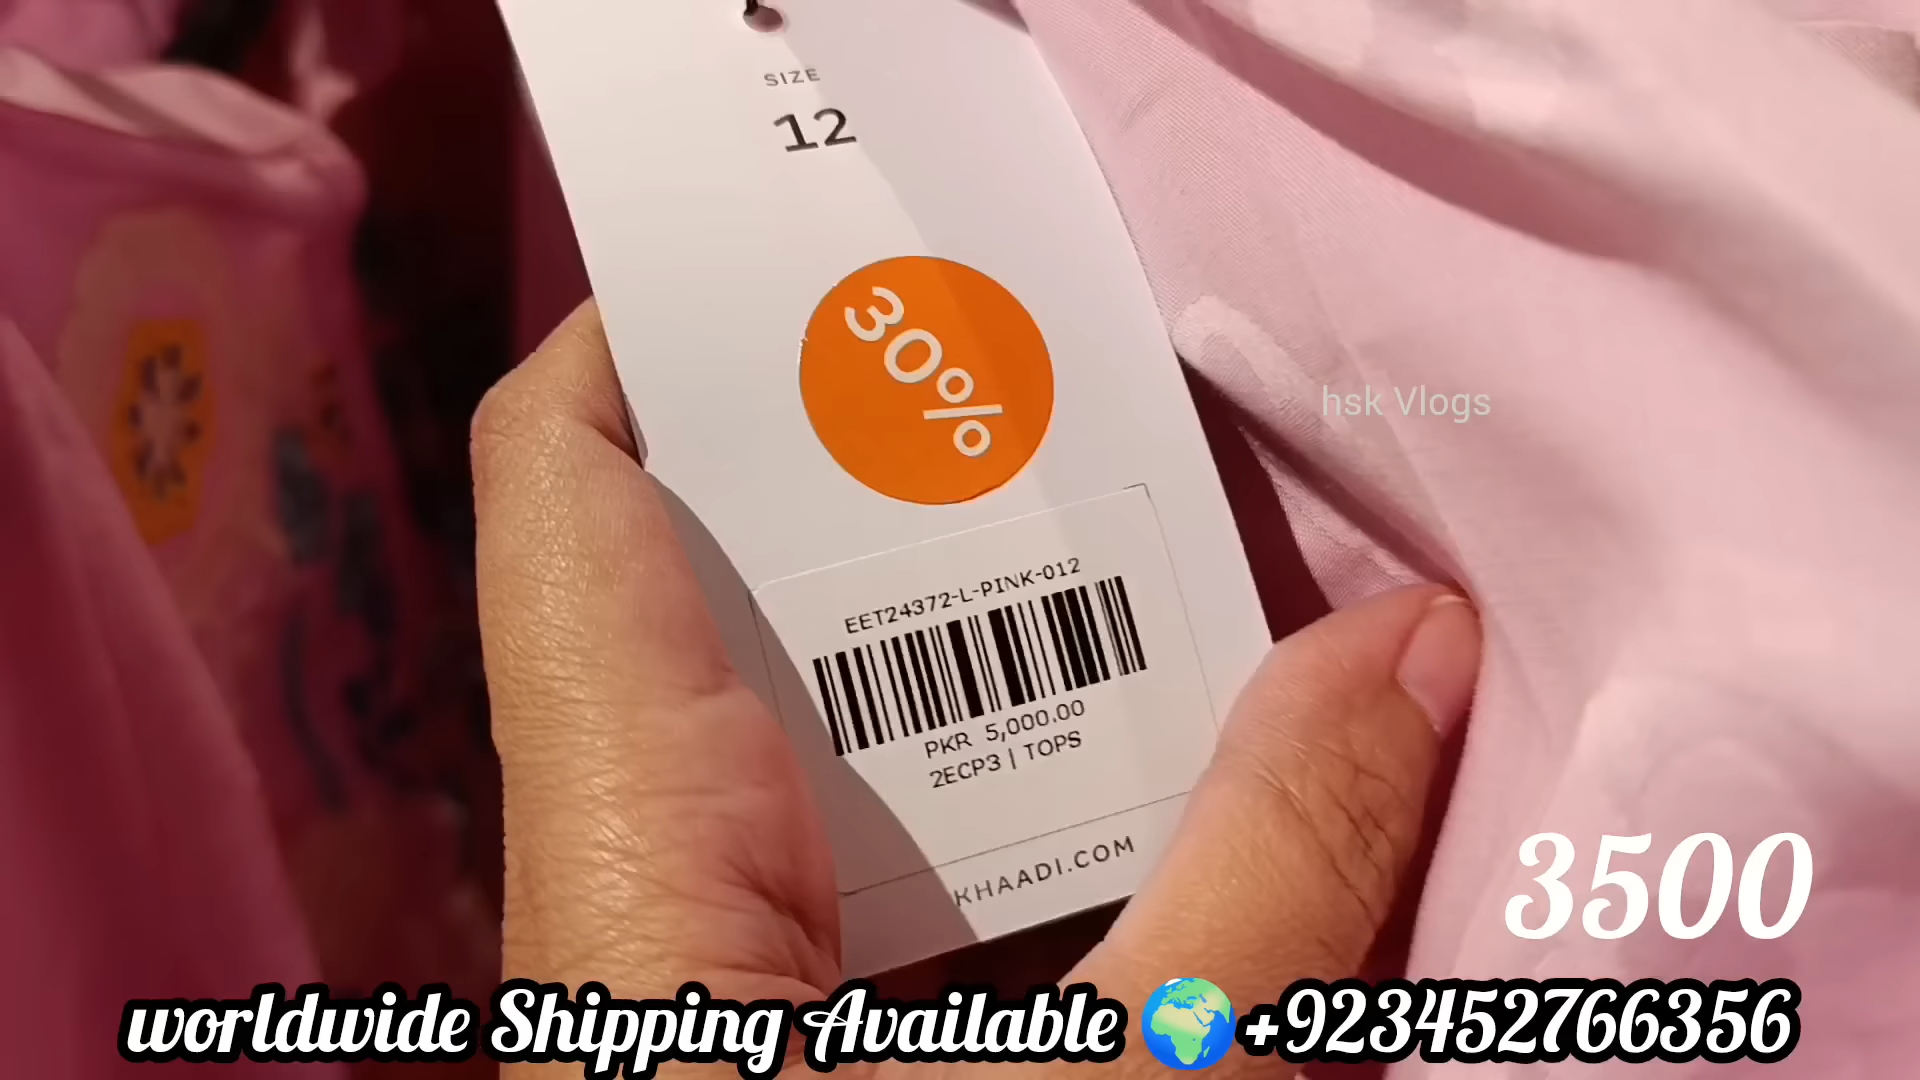 SIZE
12
30%
hsk Vlogs
EET24372-L-PINK-012
PKR 5,000.00
2ECP3 | TOPS
KHAADI.COM
3500
worldwide Shipping Available 🌍+923452766356